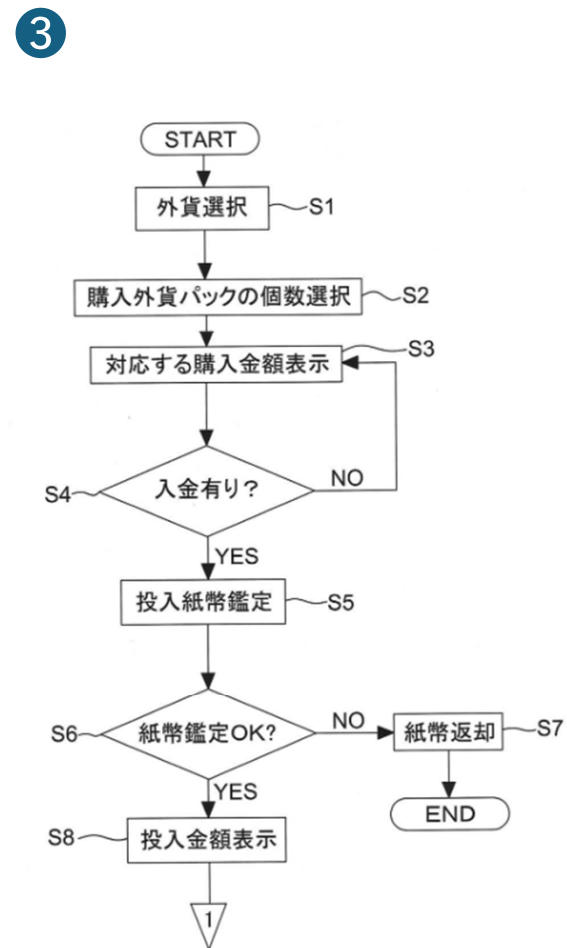 3
START
外貨選択
S1
購入外貨パックの個数選択
S2
対応する購入金額表示
S3
S4
入金有り?
NO
YES
投入紙幣鑑定
S5
S6
紙幣鑑定OK?
NO
紙幣返却
S7
YES
END
S8
投入金額表示
1